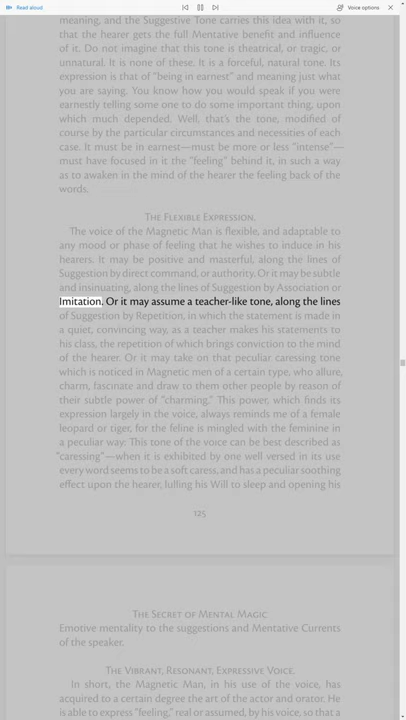 Read aloud
Voice options
meaning, and the Suggestive Tone carries this idea with it, so
that the hearer gets the full Mentative benefit and influence
of it. Do not imagine that this tone is theatrical, or tragic, or
unnatural. It is none of these. It is a forceful, natural tone. Its
expression is that of “being in earnest” and meaning just what
you are saying. You know how you would speak if you were
earnestly telling some one to do some important thing, upon
which much depended. Well, that's the tone, modified of
course by the particular circumstances and necessities of each
case. It must be in earnest—must be more or less “intense”—
must have focused in it the “feeling” behind it, in such a way
as to awaken in the mind of the hearer the feeling back of the
words.
The Flexible Expression.
The voice of the Magnetic Man is flexible, and adaptable to
any mood or phase of feeling that he wishes to induce in his
hearers. It may be positive and masterful, along the lines of
Suggestion by direct command, or authority. Or it may be subtle
and insinuating, along the lines of Suggestion by Association or
Imitation. Or it may assume a teacher-like tone, along the lines
of Suggestion by Repetition, in which the statement is made in
a quiet, convincing way, as a teacher makes his statements to
his class, the repetition of which brings conviction to the mind
of the hearer. Or it may take on that peculiar caressing tone
which is noticed in Magnetic men of a certain type, who allure,
charm, fascinate and draw to them other people by reason of
their subtle power of “charming.” This power, which finds its
expression largely in the voice, always reminds me of a female
leopard or tiger, for the feline is mingled with the feminine in
a peculiar way. This tone of the voice can be best described as
“caressing”—when it is exhibited by one well versed in its use
every word seems to be a soft caress, and has a peculiar soothing
effect upon the hearer, lulling his Will to sleep and opening his
125
The Secret of Mental Magic
Emotive mentality to the suggestions and Mentative Currents
of the speaker.
The Vibrant, Resonant, Expressive Voice.
In short, the Magnetic Man, in his use of the voice, has
acquired to a certain degree the art of the actor and orator. He
is able to express “feeling,” real or assumed, by his voice, so that a